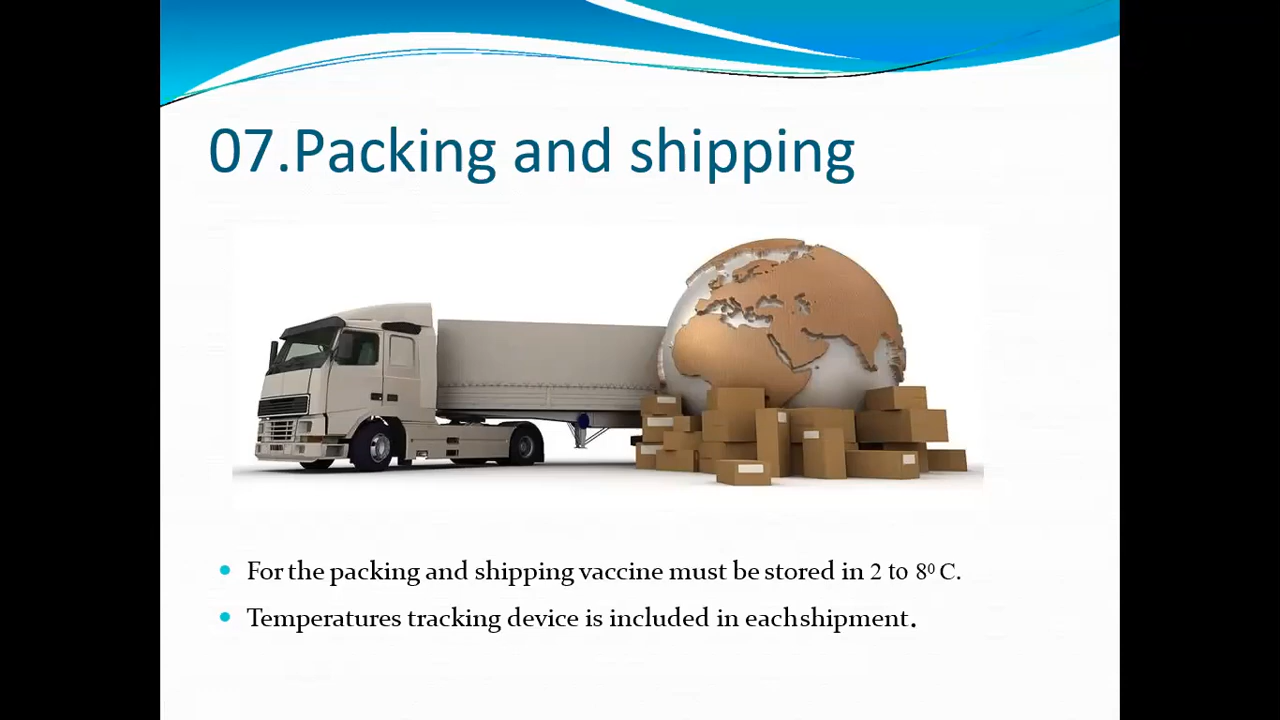 07.Packing and shipping
• For the packing and shipping vaccine must be stored in 2 to 8⁰ C.
• Temperatures tracking device is included in eachshipment.